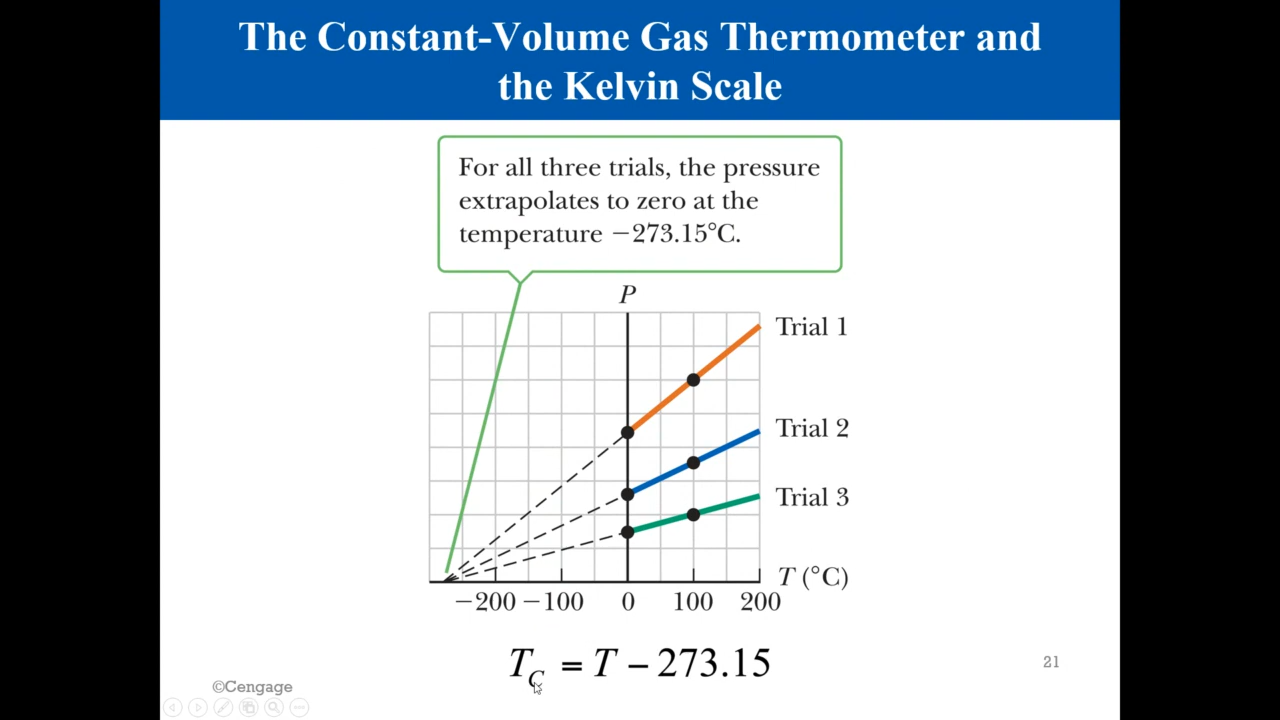 The Constant-Volume Gas Thermometer and
the Kelvin Scale
For all three trials, the pressure
extrapolates to zero at the
temperature −273.15°C.
P
Trial 1
Trial 2
Trial 3
T (°C)
−200 −100 0 100 200
T_C = T − 273.15
21
©Cengage